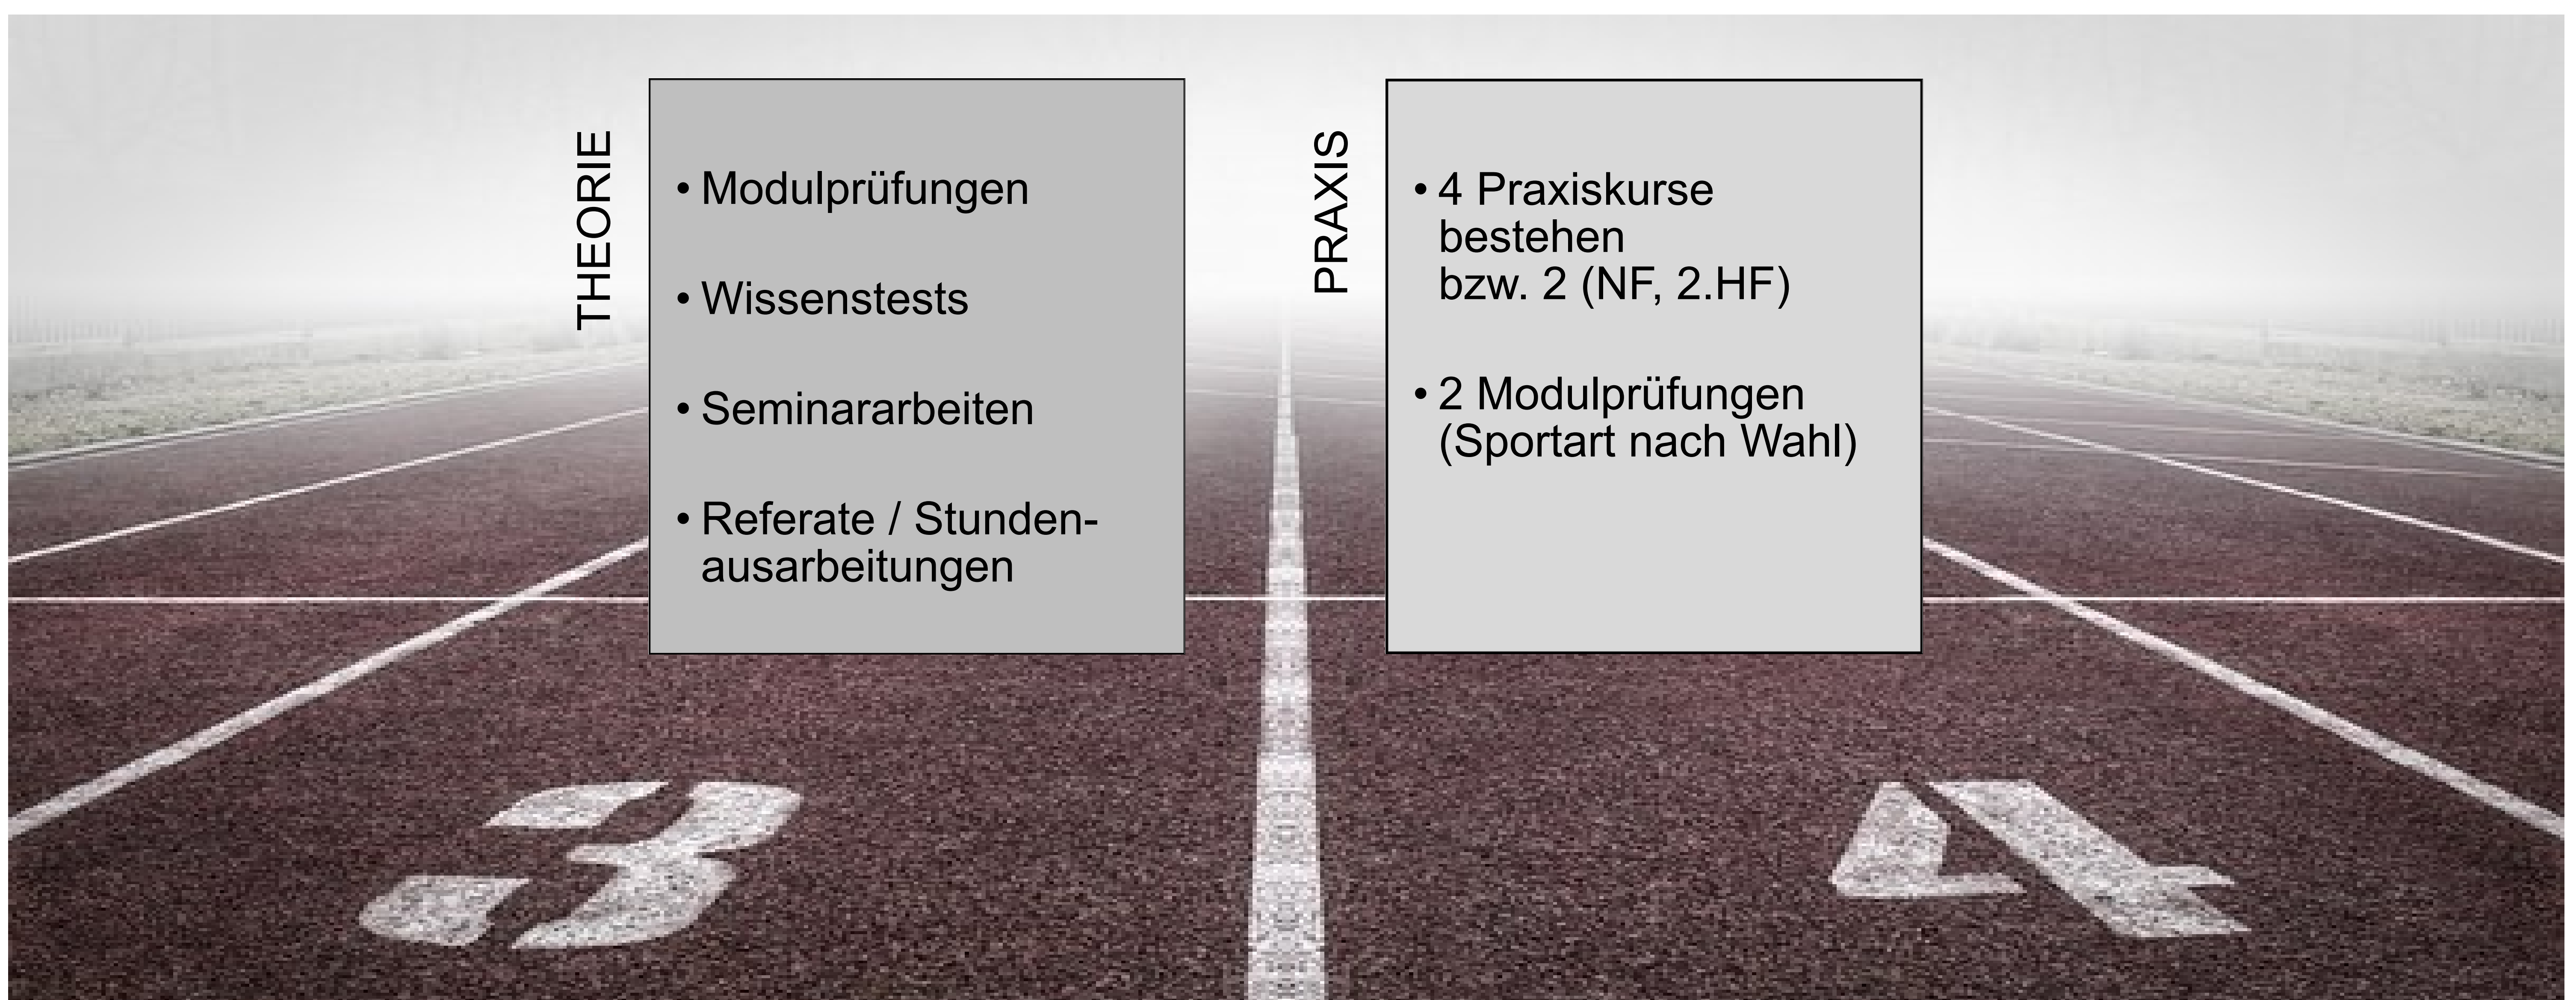 THEORIE
• Modulprüfungen
• Wissenstests
• Seminararbeiten
• Referate / Stunden-
ausarbeitungen
PRAXIS
• 4 Praxiskurse
bestehen
bzw. 2 (NF, 2.HF)
• 2 Modulprüfungen
(Sportart nach Wahl)
3
4